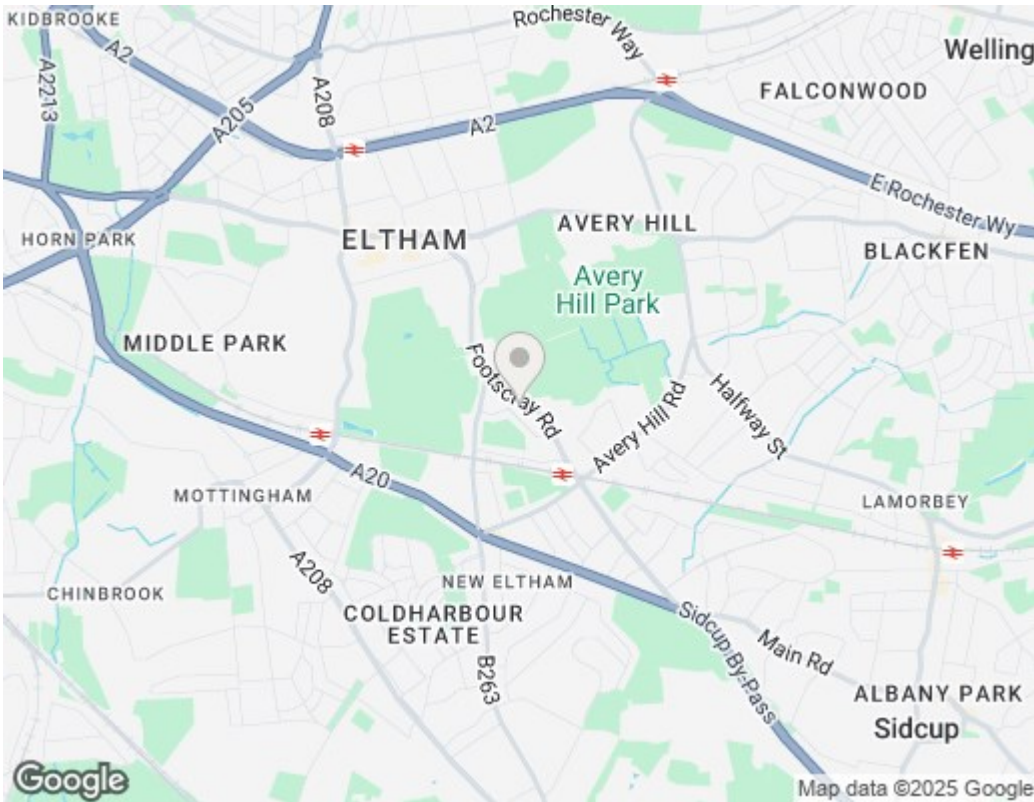 KIDBROOKE
A2
A2213
A205
A208
Rochester Way
Welling
FALCONWOOD
A2
E Rochester Wy
HORN PARK
ELTHAM
AVERY HILL
BLACKFEN
Avery
Hill Park
MIDDLE PARK
Footscray Rd
Avery Hill Rd
Halfway St
A20
MOTTINGHAM
LAMORBEY
A208
CHINBROOK
NEW ELTHAM
COLDHARBOUR
ESTATE
B263
Sidcup By-Pass
Main Rd
ALBANY PARK
Sidcup
Google
Map data ©2025 Google